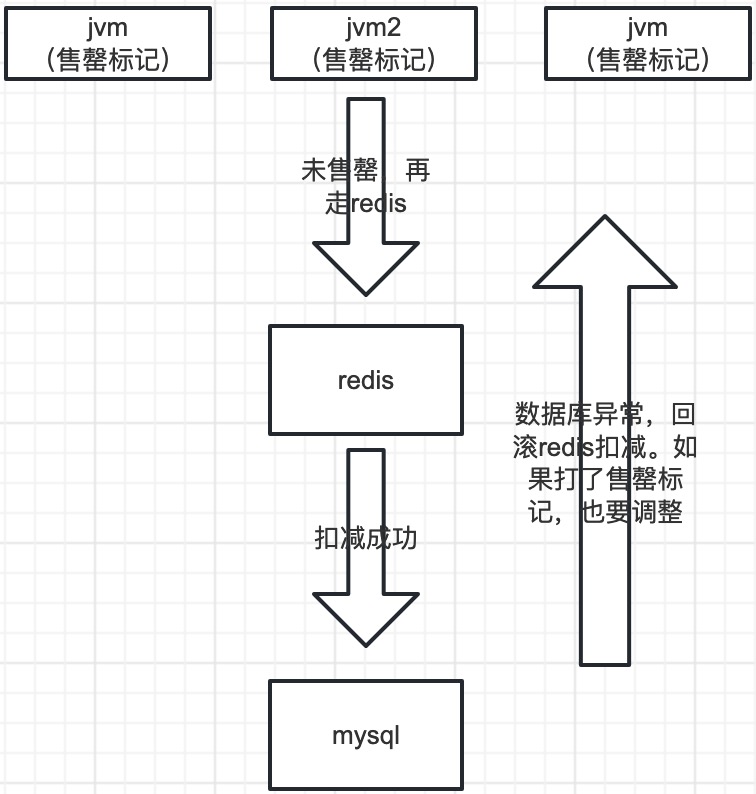 jvm
（售罄标记）
jvm2
（售罄标记）
jvm
（售罄标记）
未售罄，再
走redis
redis
数据库异常，回
滚redis扣减。如
果打了售罄标
记，也要调整
扣减成功
mysql